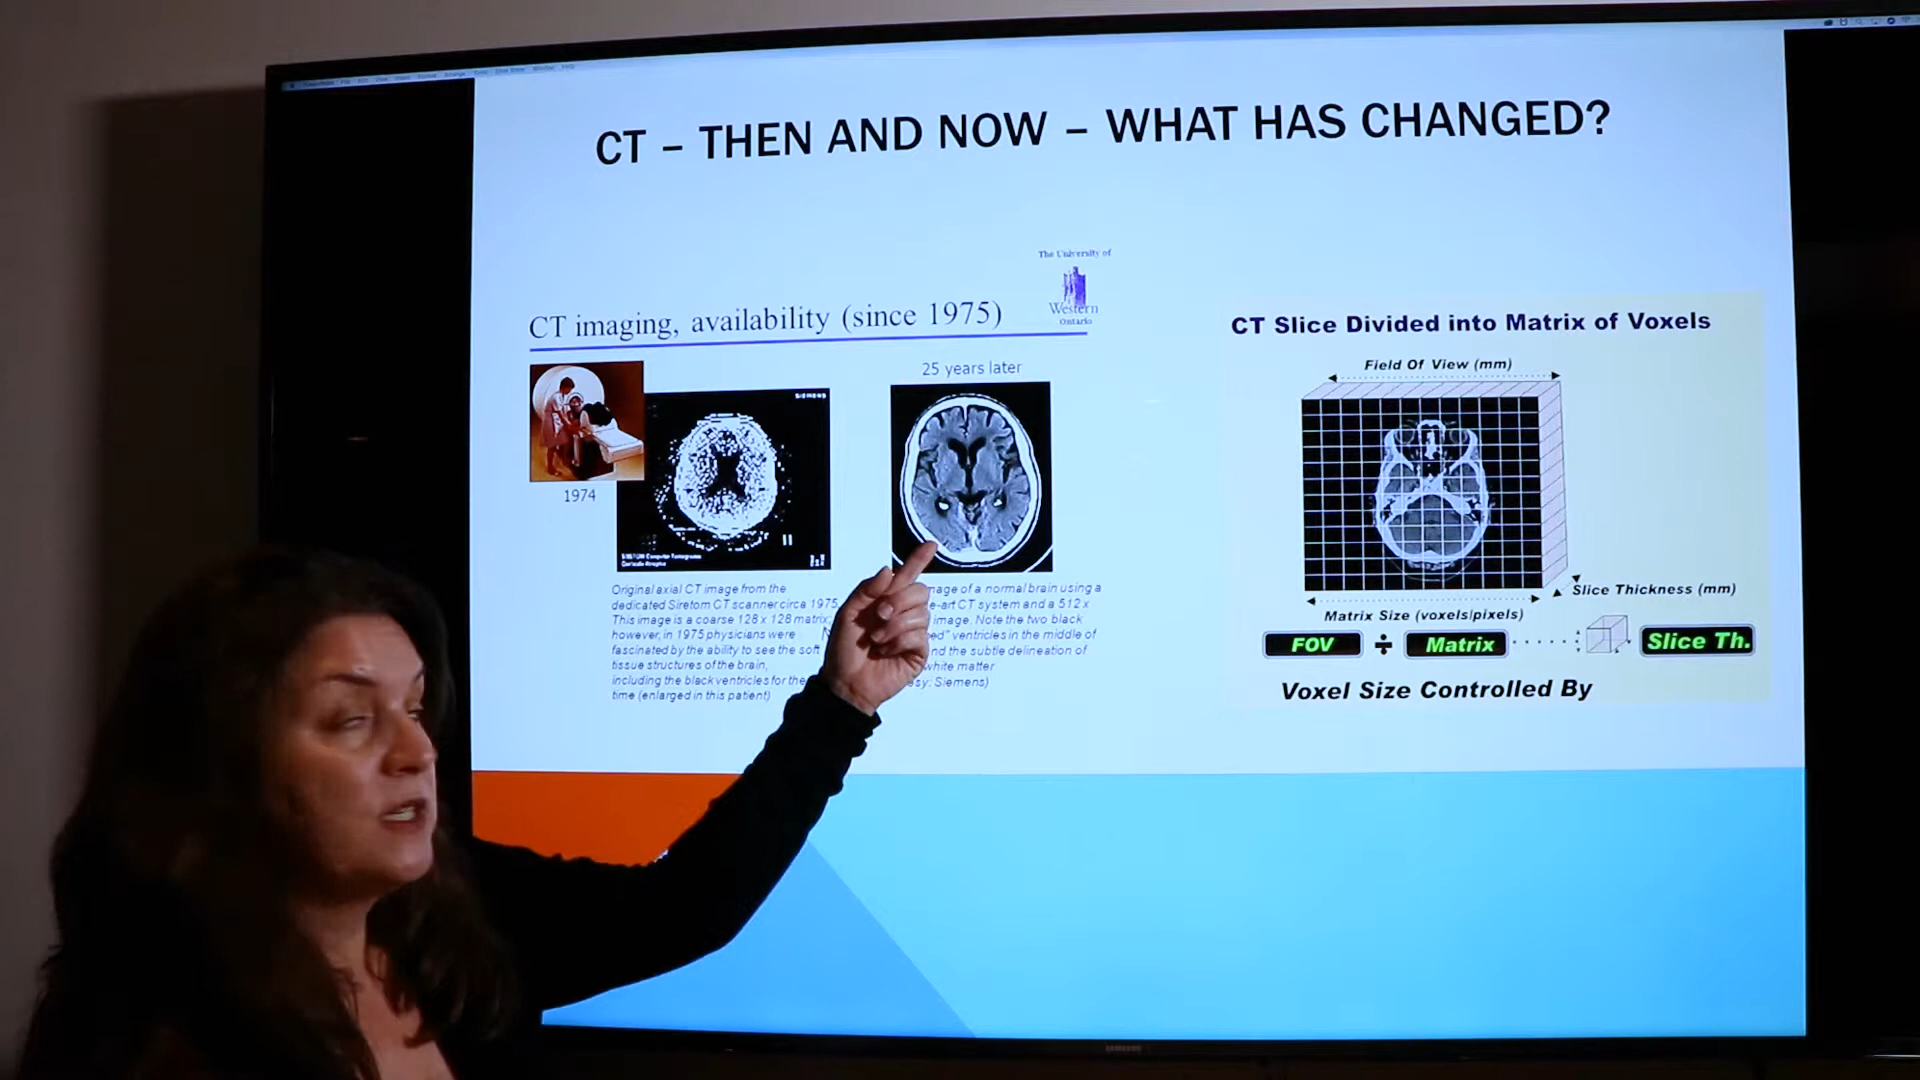 CT – THEN AND NOW – WHAT HAS CHANGED?
The University of
Western
Ontario
CT imaging, availability (since 1975)
25 years later
1974
SIEMENS
Original axial CT image from the
dedicated Siretom CT scanner circa 1975.
This image is a coarse 128 x 128 matrix;
however, in 1975 physicians were
fascinated by the ability to see the soft
tissue structures of the brain,
including the black ventricles for the
time (enlarged in this patient)
image of a normal brain using a
CT system and a 512 x
image. Note the two black
ventricles in the middle of
and the subtle delineation of
white matter
Siemens)
CT Slice Divided into Matrix of Voxels
Field Of View (mm)
Slice Thickness (mm)
Matrix Size (voxels|pixels)
FOV ÷ Matrix Slice Th.
Voxel Size Controlled By
SAMSUNG